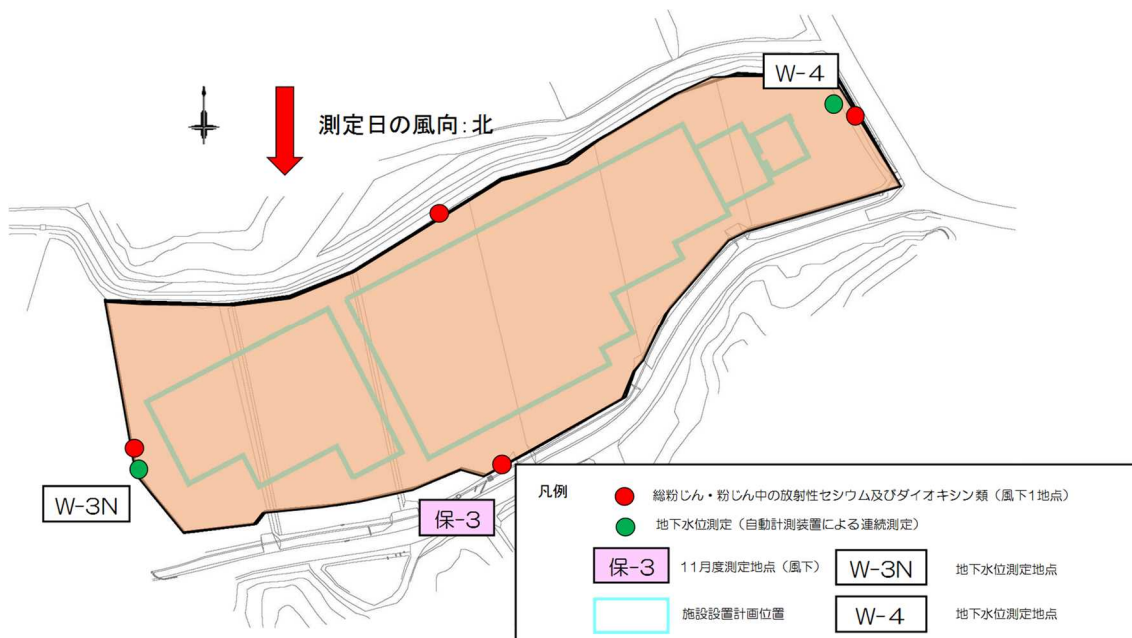 W-4
測定日の風向:北
W-3N
保-3
凡例
総粉じん・粉じん中の放射性セシウム及びダイオキシン類(風下1地点)
地下水位測定(自動計測装置による連続測定)
保-3 11月度測定地点(風下) W-3N 地下水位測定地点
施設設置計画位置 W-4 地下水位測定地点